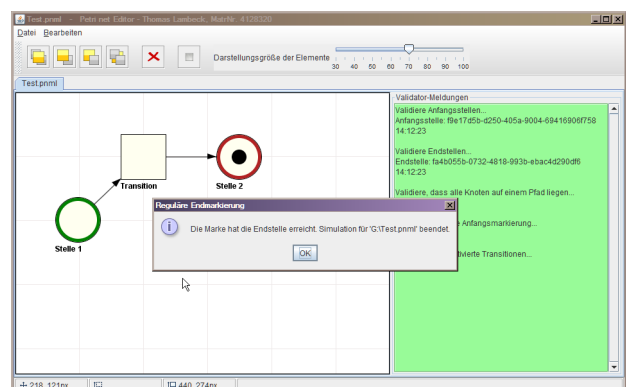 Test.pnml - Petri net Editor - Thomas Lambeck, MatrNr. 4128320
Datei Bearbeiten
Darstellungsgröße der Elemente
30 40 50 60 70 80 90 100
Test.pnml
Validator-Meldungen
Validiere Anfangsstellen...
Anfangsstelle: f9e17d5b-d250-405a-9004-69416906f758
14:12:23
Validiere Endstellen...
Endstelle: fa4b055b-0732-4818-993b-ebac4d290df6
14:12:23
Validiere, dass alle Knoten auf einem Pfad liegen...
Anfangsmarkierung...
Transitionen...
Transition
Stelle 2
Stelle 1
Reguläre Endmarkierung
Die Marke hat die Endstelle erreicht. Simulation für 'G:\Test.pnml' beendet.
OK
218, 121px
440, 274px